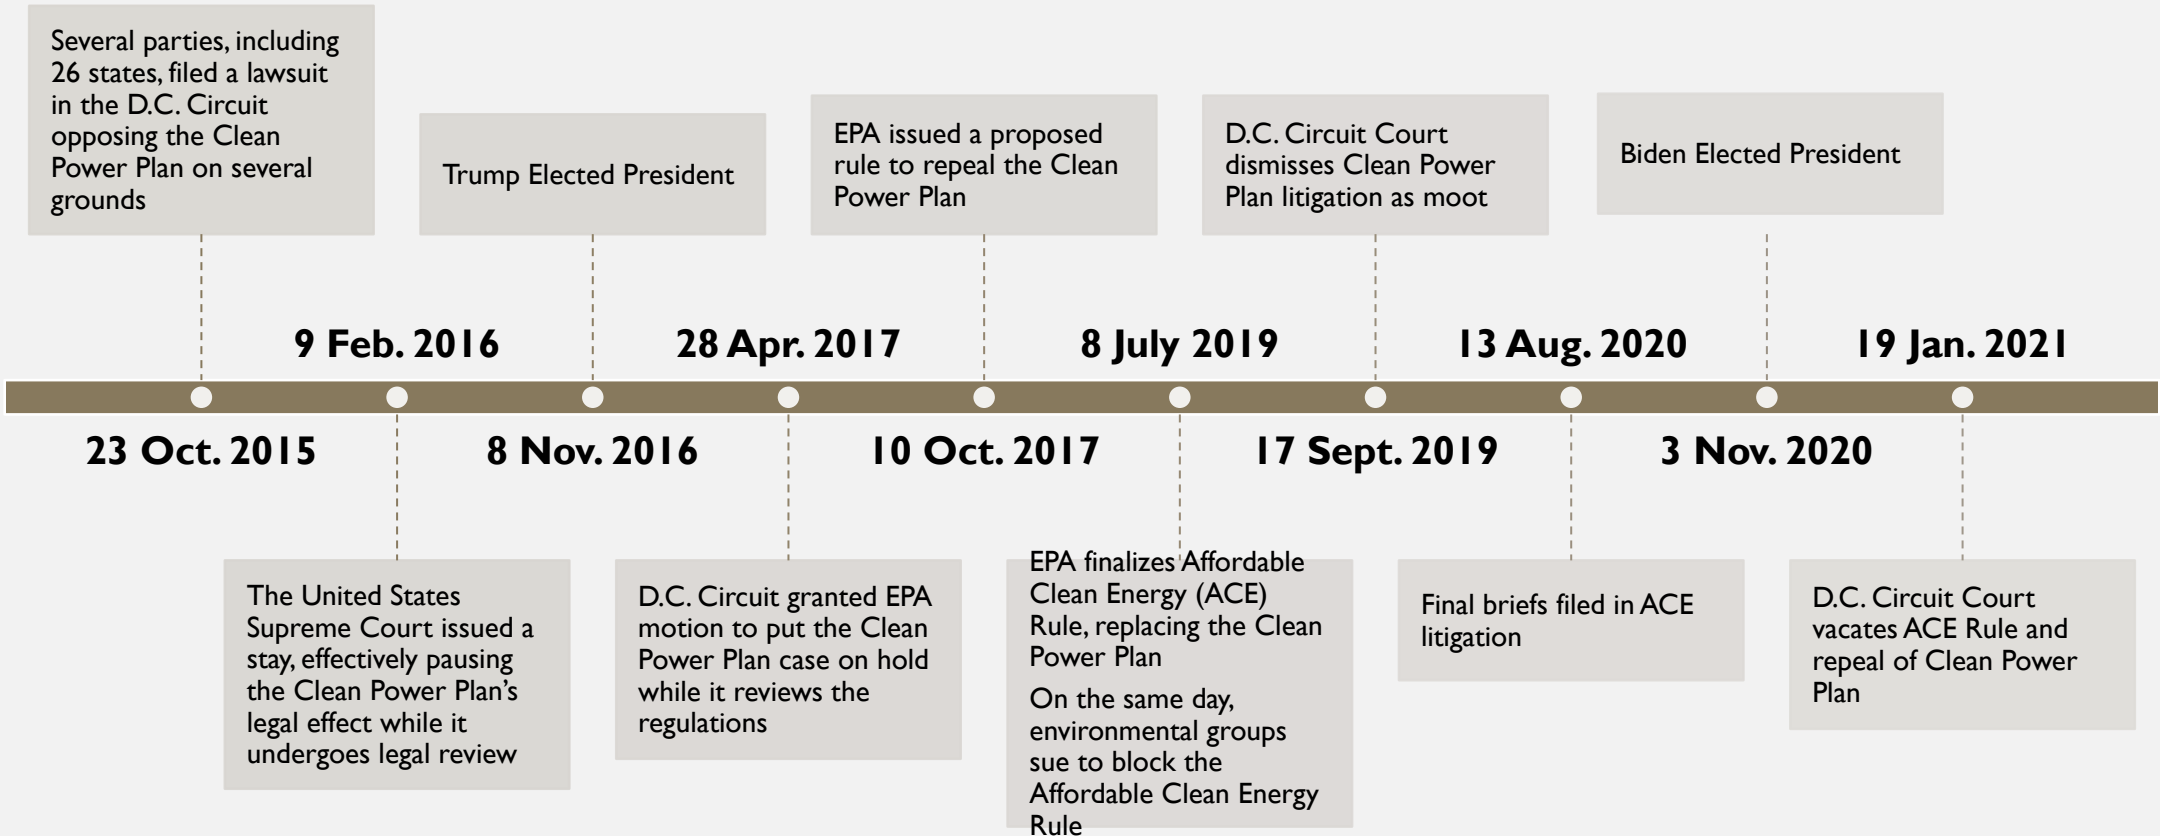 Several parties, including
26 states, filed a lawsuit
in the D.C. Circuit
opposing the Clean
Power Plan on several
grounds
23 Oct. 2015
9 Feb. 2016
The United States
Supreme Court issued a
stay, effectively pausing
the Clean Power Plan’s
legal effect while it
undergoes legal review
Trump Elected President
8 Nov. 2016
28 Apr. 2017
D.C. Circuit granted EPA
motion to put the Clean
Power Plan case on hold
while it reviews the
regulations
EPA issued a proposed
rule to repeal the Clean
Power Plan
10 Oct. 2017
8 July 2019
EPA finalizes Affordable
Clean Energy (ACE)
Rule, replacing the Clean
Power Plan
On the same day,
environmental groups
sue to block the
Affordable Clean Energy
Rule
D.C. Circuit Court
dismisses Clean Power
Plan litigation as moot
17 Sept. 2019
13 Aug. 2020
Final briefs filed in ACE
litigation
Biden Elected President
3 Nov. 2020
19 Jan. 2021
D.C. Circuit Court
vacates ACE Rule and
repeal of Clean Power
Plan